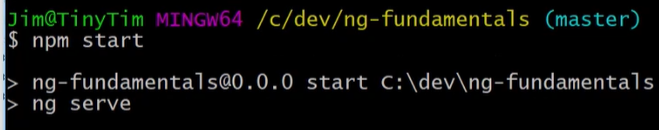 Jim@TinyTim MINGW64 /c/dev/ng-fundamentals (master)
$ npm start
> ng-fundamentals@0.0.0 start C:\dev\ng-fundamentals
> ng serve